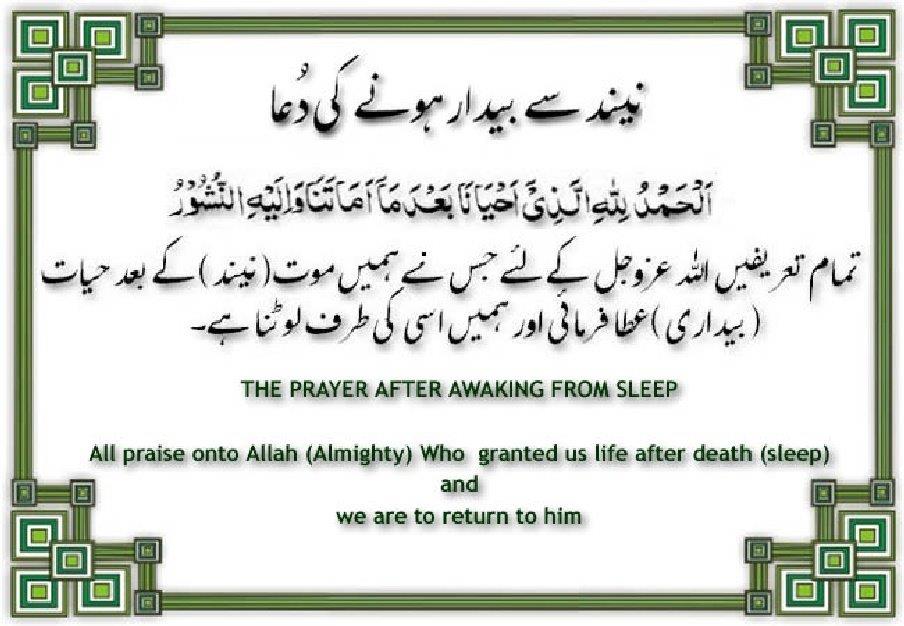 نیند سے بیدار ہونے کی دُعا
اَلْحَمْدُ لِلّٰهِ الَّذِیْٓ اَحْیَانَا بَعْدَ مَآ اَمَاتَنَا وَاِلَیْهِ النُّشُوْرُ
تمام تعریفیں اللہ عزوجل کے لئے جس نے ہمیں موت (نیند) کے بعد حیات
(بیداری) عطا فرمائی اور ہمیں اسی کی طرف لوٹنا ہے۔
THE PRAYER AFTER AWAKING FROM SLEEP
All praise onto Allah (Almighty) Who granted us life after death (sleep)
and
we are to return to him